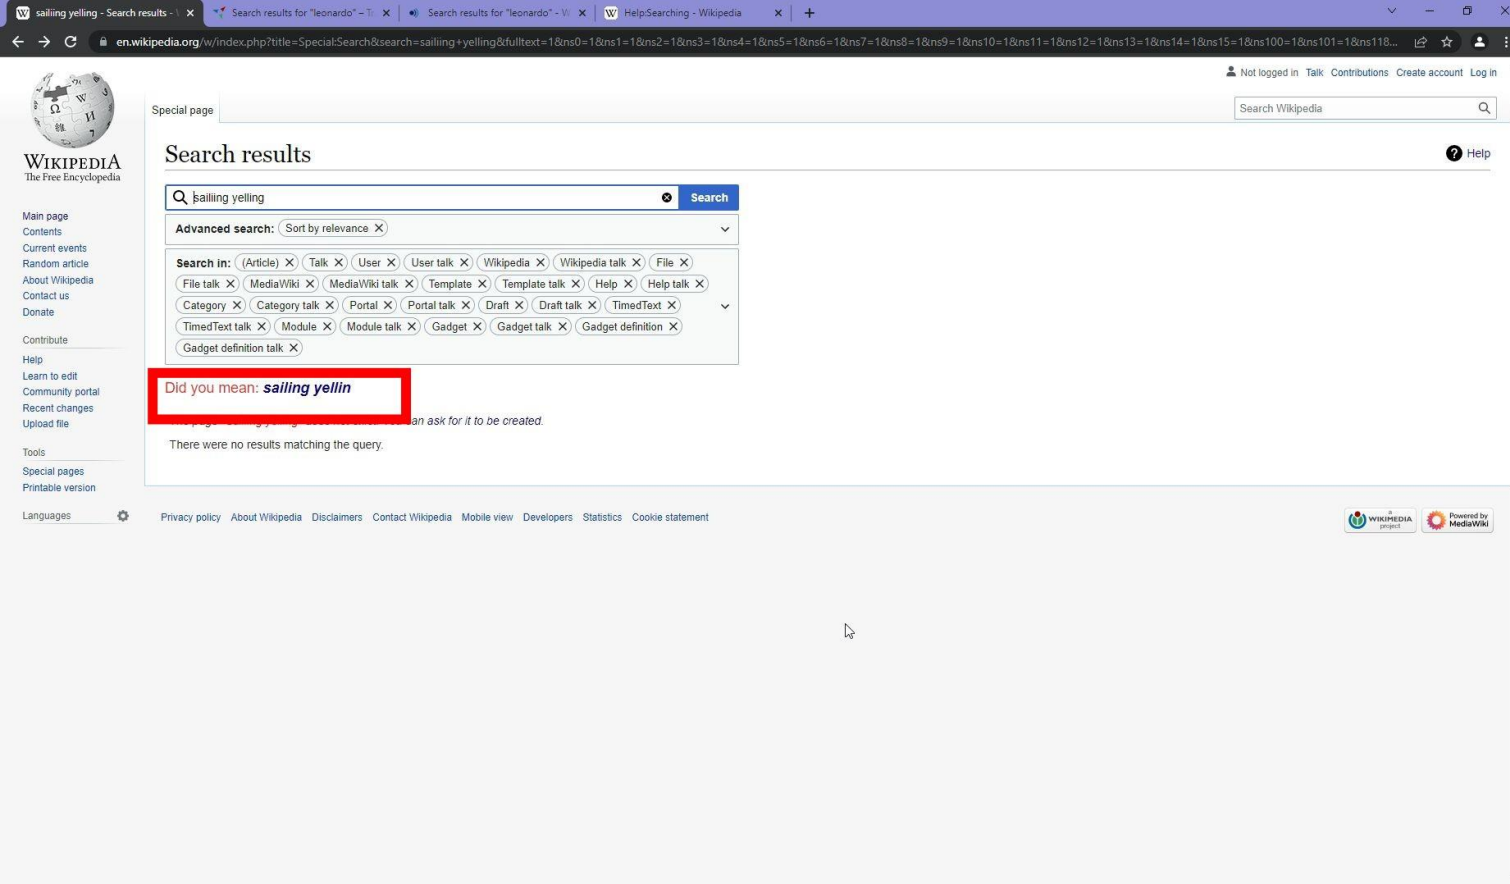 sailiing yelling - Search results -
Search results for "leonardo" –
Search results for "leonardo" -
Help:Searching - Wikipedia
en.wikipedia.org/w/index.php?title=Special:Search&search=sailiing+yelling&fulltext=1&ns0=1&ns1=1&ns2=1&ns3=1&ns4=1&ns5=1&ns6=1&ns7=1&ns8=1&ns9=1&ns10=1&ns11=1&ns12=1&ns13=1&ns14=1&ns15=1&ns100=1&ns101=1&ns118...
Not logged in Talk Contributions Create account Log in
Special page
Search Wikipedia
WIKIPEDIA
The Free Encyclopedia
Search results
Help
sailiing yelling
Search
Advanced search: Sort by relevance
Search in: (Article) Talk User User talk Wikipedia Wikipedia talk File
File talk MediaWiki MediaWiki talk Template Template talk Help Help talk
Category Category talk Portal Portal talk Draft Draft talk TimedText
TimedText talk Module Module talk Gadget Gadget talk Gadget definition
Gadget definition talk
Did you mean: sailing yellin
ask for it to be created.
There were no results matching the query.
Main page
Contents
Current events
Random article
About Wikipedia
Contact us
Donate
Contribute
Help
Learn to edit
Community portal
Recent changes
Upload file
Tools
Special pages
Printable version
Languages
Privacy policy About Wikipedia Disclaimers Contact Wikipedia Mobile view Developers Statistics Cookie statement
a
WIKIMEDIA
project
Powered by
MediaWiki